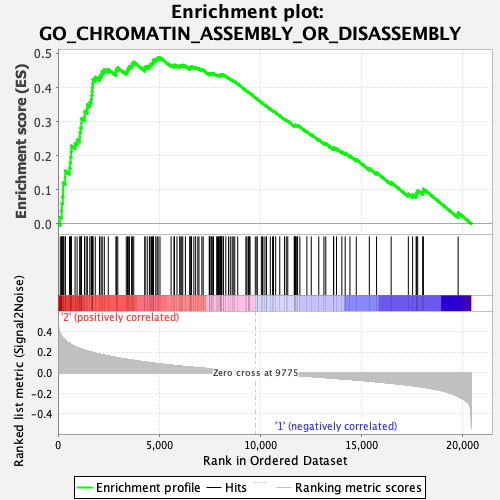 Enrichment plot:
GO_CHROMATIN_ASSEMBLY_OR_DISASSEMBLY
Enrichment score (ES)
0.5
0.4
0.3
0.2
0.1
0.0
'2' (positively correlated)
Ranked list metric (Signal2Noise)
0.4
0.2
0.0
-0.2
-0.4
Zero cross at 9775
'1' (negatively correlated)
0
5,000
10,000
15,000
20,000
Rank in Ordered Dataset
Enrichment profile
Hits
Ranking metric scores